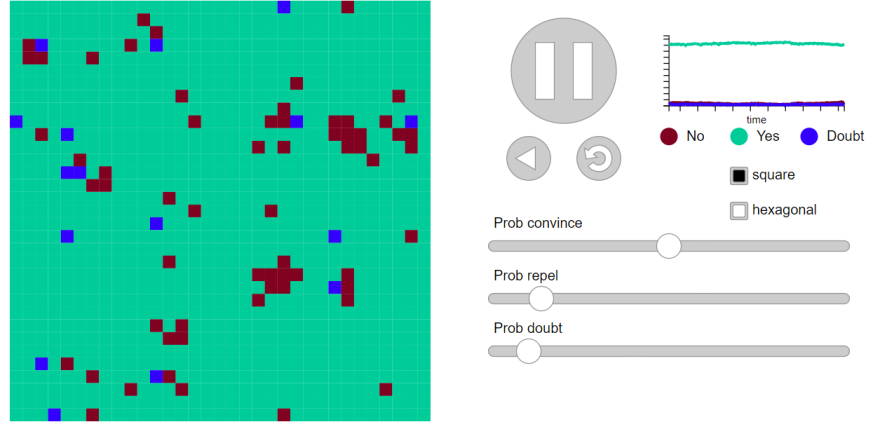 time
No
Yes
Doubt
square
hexagonal
Prob convince
Prob repel
Prob doubt